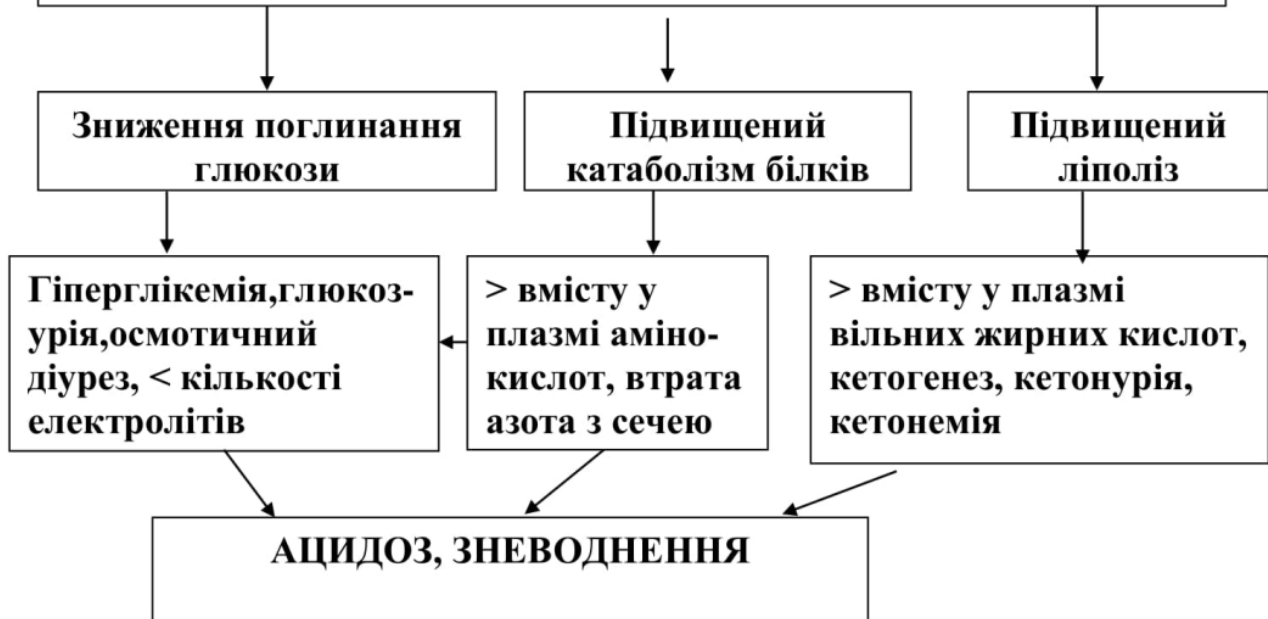 Зниження поглинання
глюкози
Підвищений
катаболізм білків
Підвищений
ліполіз
Гіперглікемія,глюкоз-
урія,осмотичний
діурез, < кількості
електролітів
> вмісту у
плазмі аміно-
кислот, втрата
азота з сечею
> вмісту у плазмі
вільних жирних кислот,
кетогенез, кетонурія,
кетонемія
АЦИДОЗ, ЗНЕВОДНЕННЯ